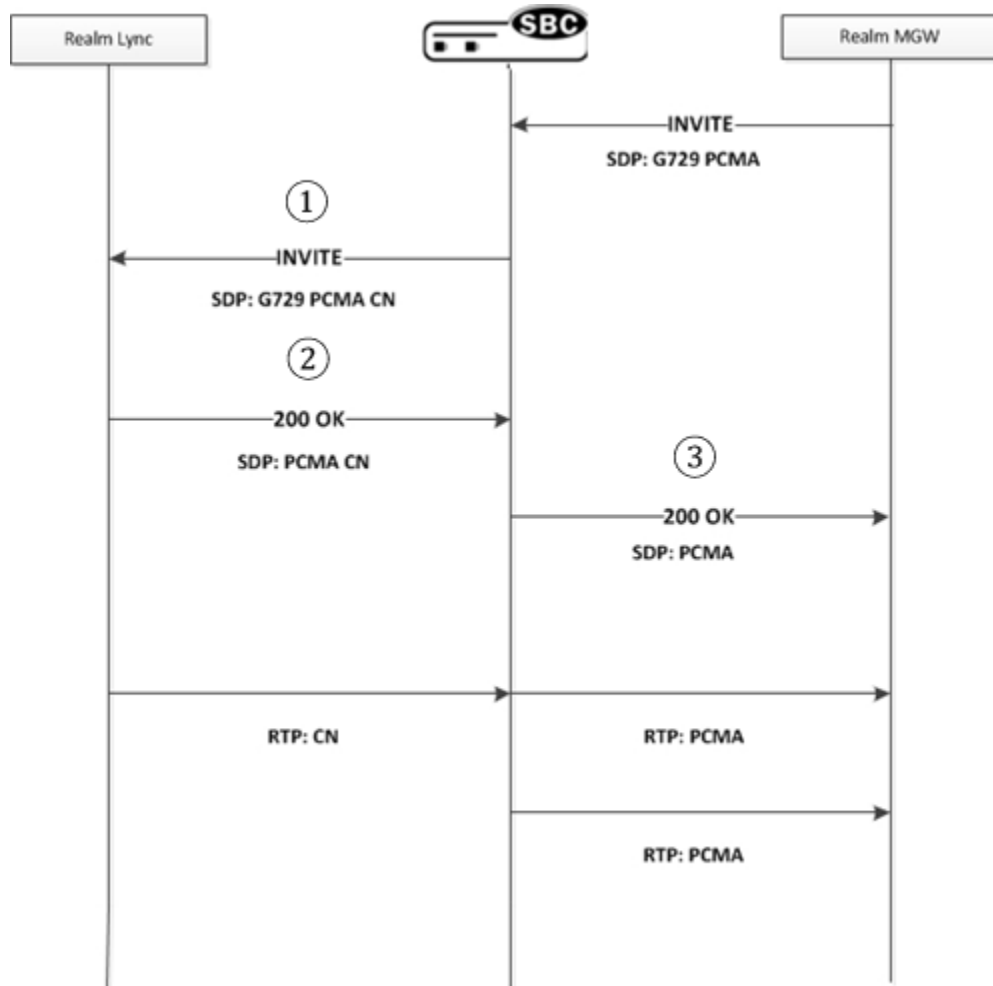 Realm Lync
SBC
Realm MGW
INVITE
SDP: G729 PCMA
①
INVITE
SDP: G729 PCMA CN
②
200 OK
SDP: PCMA CN
③
200 OK
SDP: PCMA
RTP: CN
RTP: PCMA
RTP: PCMA